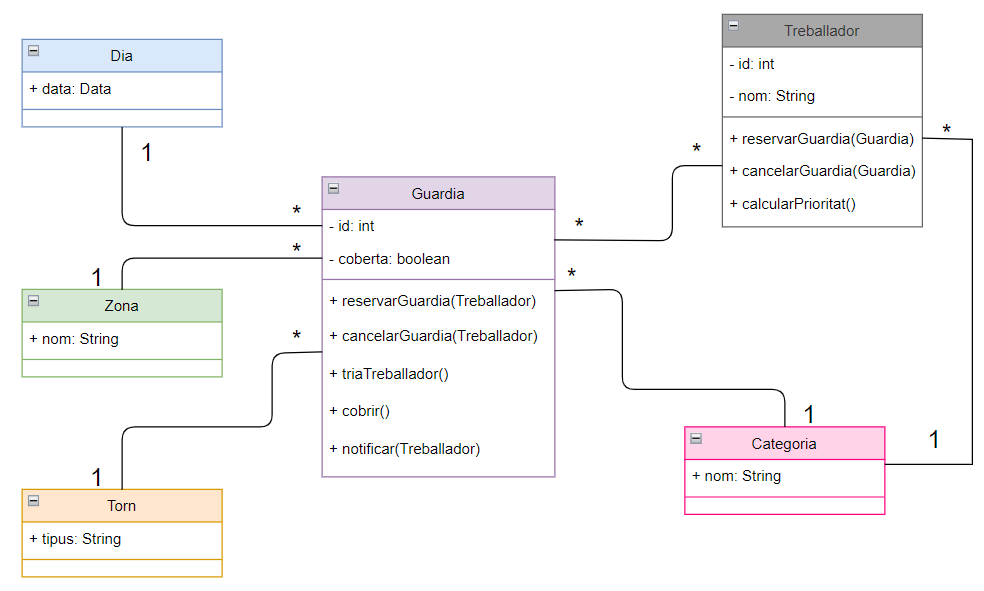 Dia
+ data: Data
1
*
Zona
+ nom: String
1
*
Torn
+ tipus: String
1
*
Guardia
- id: int
- coberta: boolean
+ reservarGuardia(Treballador)
+ cancelarGuardia(Treballador)
+ triaTreballador()
+ cobrir()
+ notificar(Treballador)
*
*
*
Treballador
- id: int
- nom: String
+ reservarGuardia(Guardia)
+ cancelarGuardia(Guardia)
+ calcularPrioritat()
*
1
1
Categoria
+ nom: String